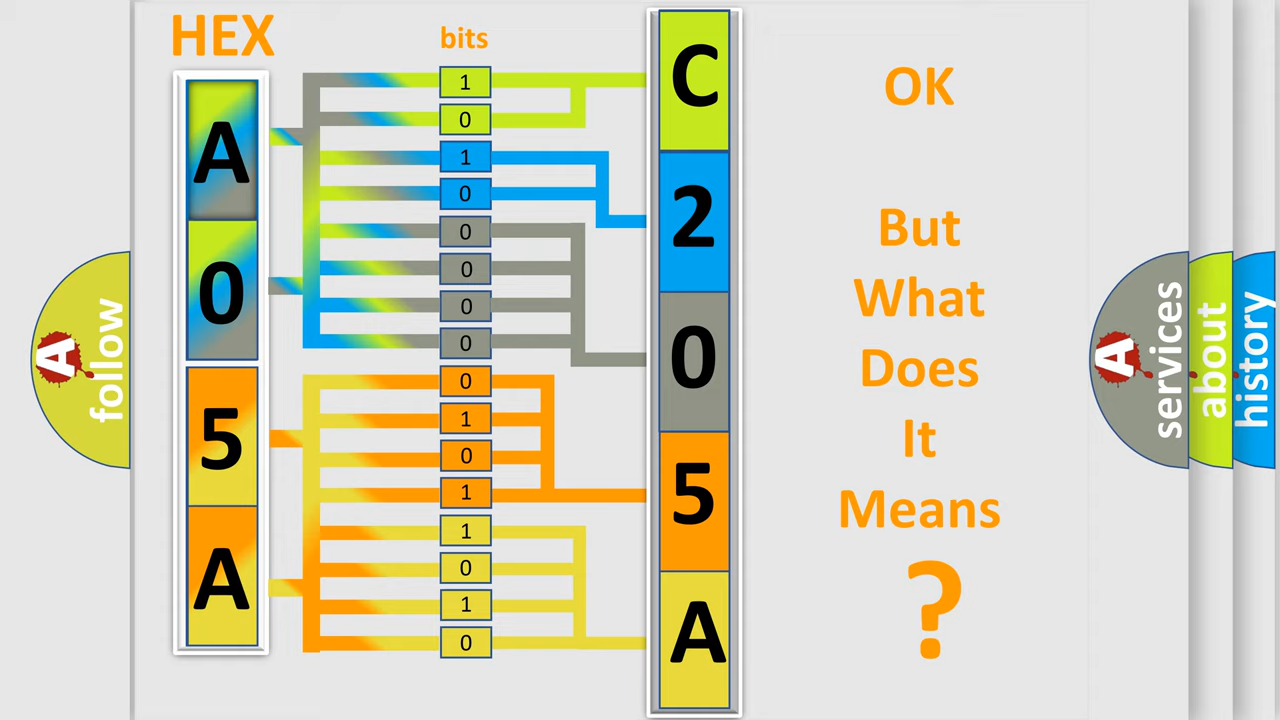 HEX
A
0
5
A
bits
1
0
1
0
0
0
0
0
0
1
0
1
1
0
1
0
C
2
0
5
A
OK
But
What
Does
It
Means
?
A
follow
A
services
about
history